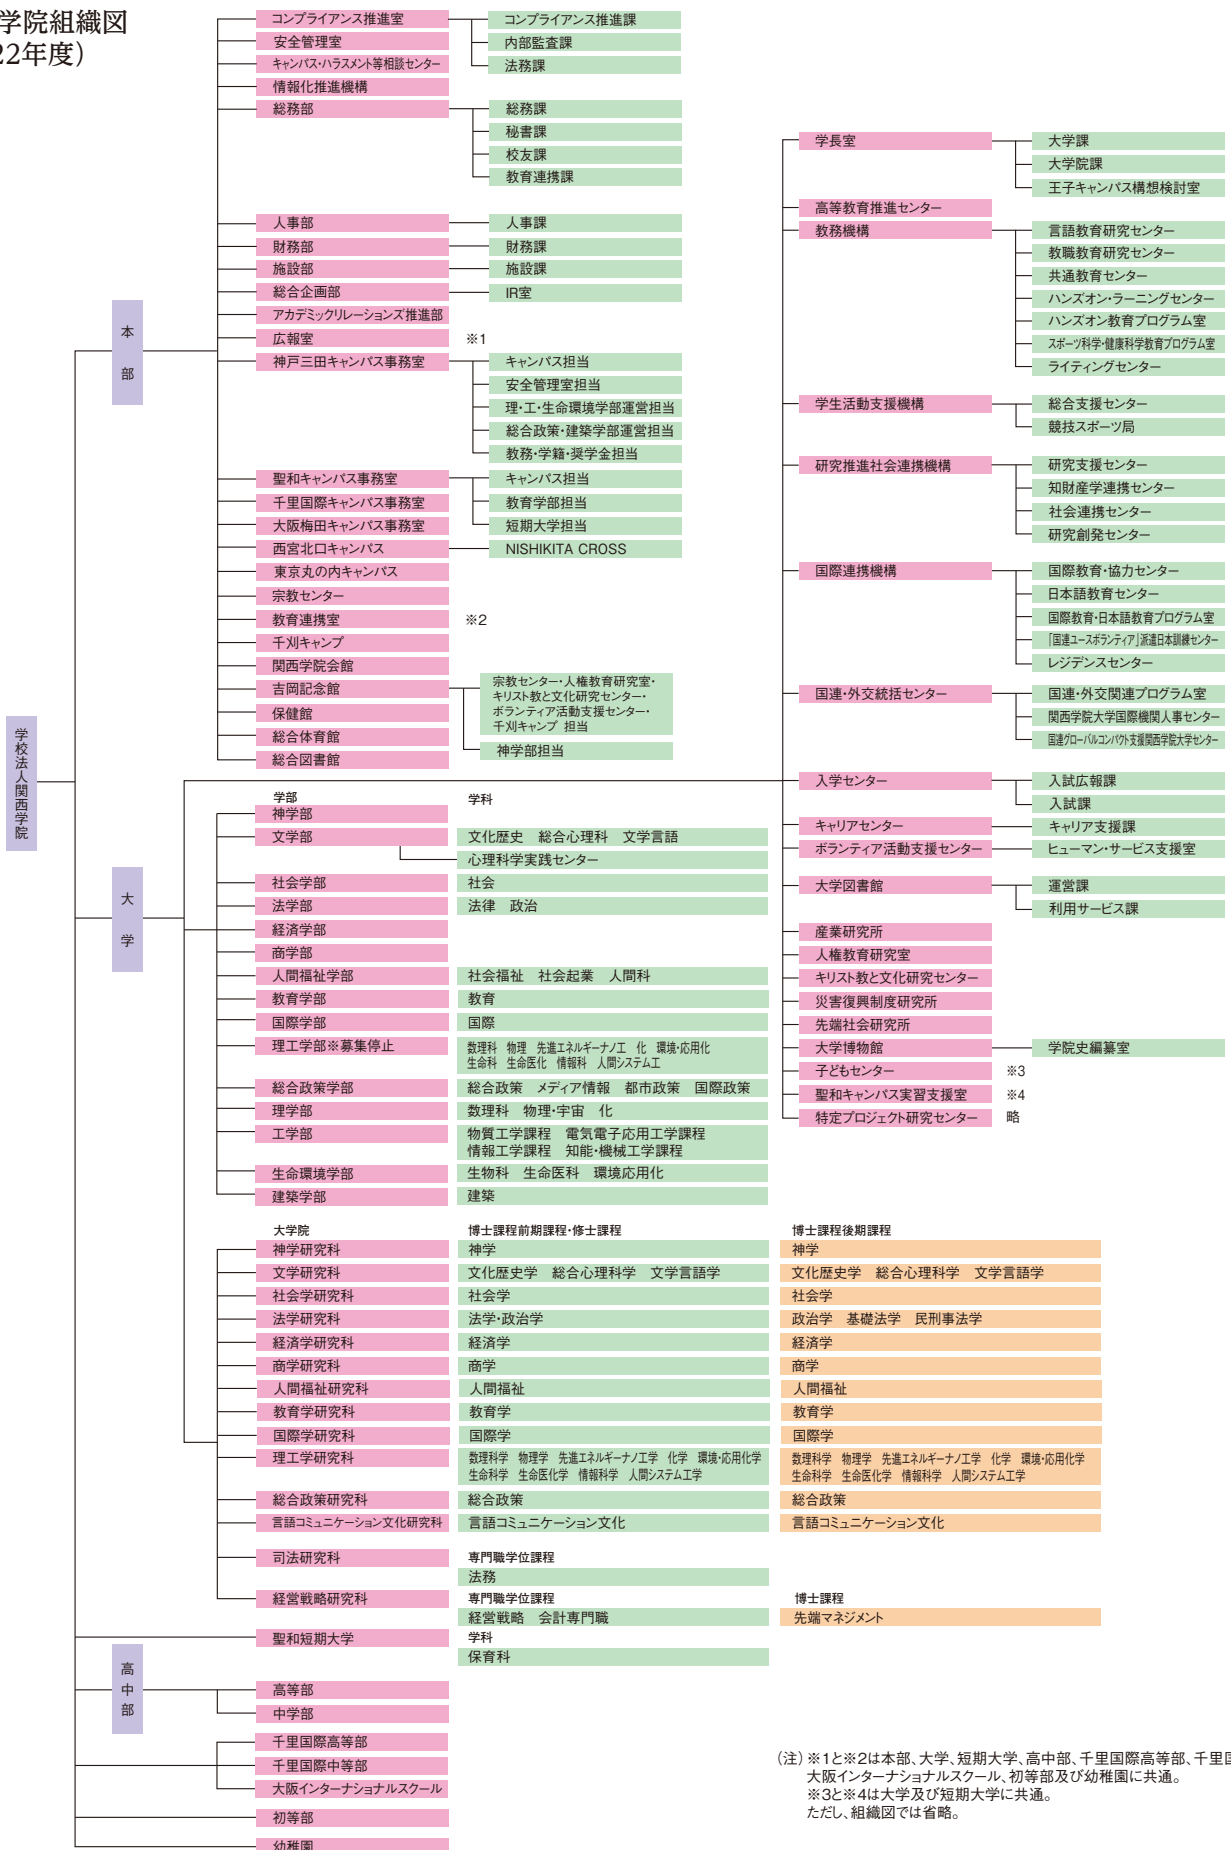 学院組織図
22年度）
学校法人関西学院
本部
コンプライアンス推進室
コンプライアンス推進課
内部監査課
法務課
安全管理室
キャンパス・ハラスメント等相談センター
情報化推進機構
総務部
総務課
秘書課
校友課
教育連携課
人事部
人事課
財務部
財務課
施設部
施設課
総合企画部
IR室
アカデミックリレーションズ推進部
広報室 ※1
神戸三田キャンパス事務室
キャンパス担当
安全管理室担当
理・工・生命環境学部運営担当
総合政策・建築学部運営担当
教務・学籍・奨学金担当
聖和キャンパス事務室
キャンパス担当
教育学部担当
短期大学担当
千里国際キャンパス事務室
大阪梅田キャンパス事務室
西宮北口キャンパス
NISHIKITA CROSS
東京丸の内キャンパス
宗教センター
教育連携室 ※2
千刈キャンプ
関西学院会館
吉岡記念館
宗教センター・人権教育研究室・
キリスト教と文化研究センター・
ボランティア活動支援センター・
千刈キャンプ 担当
神学部担当
保健館
総合体育館
総合図書館
大学
学長室
大学課
大学院課
王子キャンパス構想検討室
高等教育推進センター
教務機構
言語教育研究センター
教職教育研究センター
共通教育センター
ハンズオン・ラーニングセンター
ハンズオン教育プログラム室
スポーツ科学・健康科学教育プログラム室
ライティングセンター
学生活動支援機構
総合支援センター
競技スポーツ局
研究推進社会連携機構
研究支援センター
知財産学連携センター
社会連携センター
研究創発センター
国際連携機構
国際教育・協力センター
日本語教育センター
国際教育・日本語教育プログラム室
「国連ユースボランティア」派遣日本訓練センター
レジデンスセンター
国連・外交統括センター
国連・外交関連プログラム室
関西学院大学国際機関人事センター
国連グローバルコンパクト支援関西学院大学センター
入学センター
入試広報課
入試課
キャリアセンター
キャリア支援課
ボランティア活動支援センター
ヒューマン・サービス支援室
大学図書館
運営課
利用サービス課
産業研究所
人権教育研究室
キリスト教と文化研究センター
災害復興制度研究所
先端社会研究所
大学博物館
学院史編纂室
子どもセンター ※3
聖和キャンパス実習支援室 ※4
特定プロジェクト研究センター 略
学部 学科
神学部
文学部 文化歴史 総合心理科 文学言語
心理科学実践センター
社会学部 社会
法学部 法律 政治
経済学部
商学部
人間福祉学部 社会福祉 社会起業 人間科
教育学部 教育
国際学部 国際
理工学部※募集停止 数理科 物理 先進エネルギーナノ工 化 環境・応用化
生命科 生命医化 情報科 人間システム工
総合政策学部 総合政策 メディア情報 都市政策 国際政策
理学部 数理科 物理・宇宙 化
工学部 物質工学課程 電気電子応用工学課程
情報工学課程 知能・機械工学課程
生命環境学部 生物科 生命医科 環境応用化
建築学部 建築
大学院 博士課程前期課程・修士課程 博士課程後期課程
神学研究科 神学 神学
文学研究科 文化歴史学 総合心理科学 文学言語学 文化歴史学 総合心理科学 文学言語学
社会学研究科 社会学 社会学
法学研究科 法学・政治学 政治学 基礎法学 民刑事法学
経済学研究科 経済学 経済学
商学研究科 商学 商学
人間福祉研究科 人間福祉 人間福祉
教育学研究科 教育学 教育学
国際学研究科 国際学 国際学
理工学研究科 数理科学 物理学 先進エネルギーナノ工学 化学 環境・応用化学 数理科学 物理学 先進エネルギーナノ工学 化学 環境・応用化学
生命科学 生命医化学 情報科学 人間システム工学 生命科学 生命医化学 情報科学 人間システム工学
総合政策研究科 総合政策 総合政策
言語コミュニケーション文化研究科 言語コミュニケーション文化 言語コミュニケーション文化
司法研究科 専門職学位課程
法務
経営戦略研究科 専門職学位課程 博士課程
経営戦略 会計専門職 先端マネジメント
聖和短期大学 学科
保育科
高中部
高等部
中学部
千里国際高等部
千里国際中等部
大阪インターナショナルスクール
初等部
幼稚園
（注）※1と※2は本部、大学、短期大学、高中部、千里国際高等部、千里国
大阪インターナショナルスクール、初等部及び幼稚園に共通。
※3と※4は大学及び短期大学に共通。
ただし、組織図では省略。